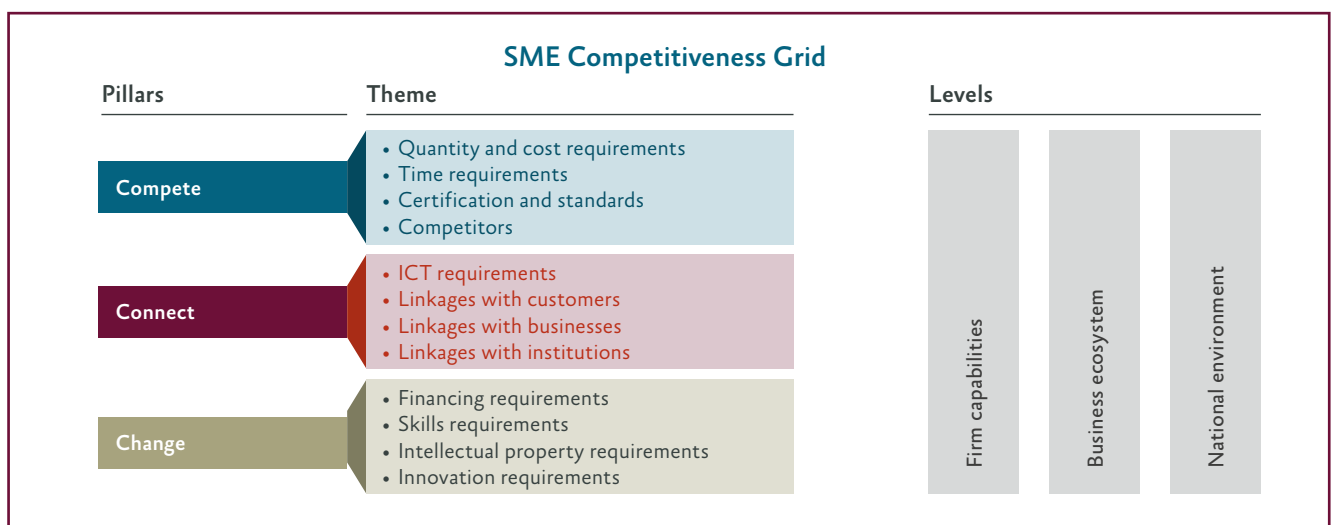 SME Competitiveness Grid
Pillars
Theme
Levels
Compete
• Quantity and cost requirements
• Time requirements
• Certification and standards
• Competitors
Connect
• ICT requirements
• Linkages with customers
• Linkages with businesses
• Linkages with institutions
Change
• Financing requirements
• Skills requirements
• Intellectual property requirements
• Innovation requirements
Firm capabilities
Business ecosystem
National environment